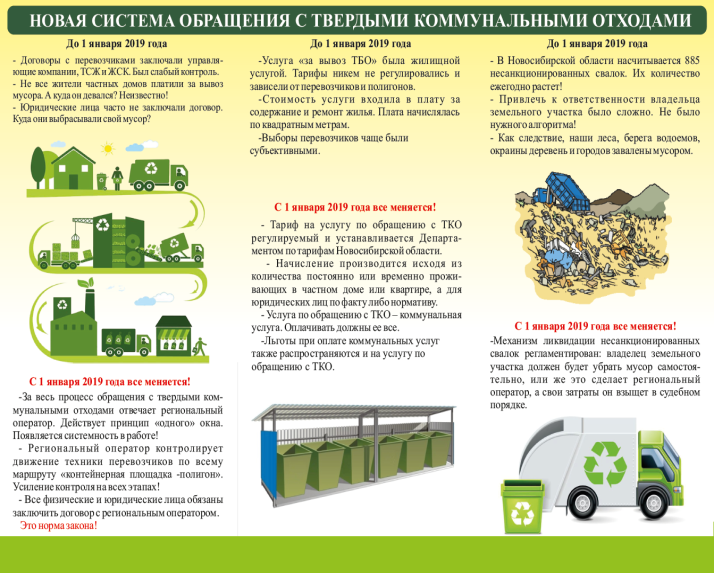 НОВАЯ СИСТЕМА ОБРАЩЕНИЯ С ТВЕРДЫМИ КОММУНАЛЬНЫМИ ОТХОДАМИ
До 1 января 2019 года
- Договоры с перевозчиками заключали управля-
ющие компании, ТСЖ и ЖСК. Был слабый контроль.
- Не все жители частных домов платили за вывоз
мусора. А куда он девался? Неизвестно!
- Юридические лица часто не заключали договор.
Куда они выбрасывали свой мусор?
С 1 января 2019 года все меняется!
-За весь процесс обращения с твердыми ком-
мунальными отходами отвечает региональный
оператор. Действует принцип «одного» окна.
Появляется системность в работе!
- Региональный оператор контролирует
движение техники перевозчиков по всему
маршруту «контейнерная площадка -полигон».
Усиление контроля на всех этапах!
- Все физические и юридические лица обязаны
заключить договор с региональным оператором.
Это норма закона!
До 1 января 2019 года
-Услуга «за вывоз ТБО» была жилищной
услугой. Тарифы никем не регулировались и
зависели от перевозчиков и полигонов.
-Стоимость услуги входила в плату за
содержание и ремонт жилья. Плата начислялась
по квадратным метрам.
-Выборы перевозчиков чаще были
субъективными.
С 1 января 2019 года все меняется!
- Тариф на услугу по обращению с ТКО
регулируемый и устанавливается Департа-
ментом по тарифам Новосибирской области.
- Начисление производится исходя из
количества постоянно или временно прожи-
вающих в частном доме или квартире, а для
юридических лиц по факту либо нормативу.
-Услуга по обращению с ТКО – коммунальная
услуга. Оплачивать должны ее все.
-Льготы при оплате коммунальных услуг
также распространяются и на услугу по
обращению с ТКО.
До 1 января 2019 года
- В Новосибирской области насчитывается 885
несанкционированных свалок. Их количество
ежегодно растет!
- Привлечь к ответственности владельца
земельного участка было сложно. Не было
нужного алгоритма!
- Как следствие, наши леса, берега водоемов,
окраины деревень и городов завалены мусором.
С 1 января 2019 года все меняется!
-Механизм ликвидации несанкционированных
свалок регламентирован: владелец земельного
участка должен будет убрать мусор самостоя-
тельно, или же это сделает региональный
оператор, а свои затраты он взыщет в судебном
порядке.